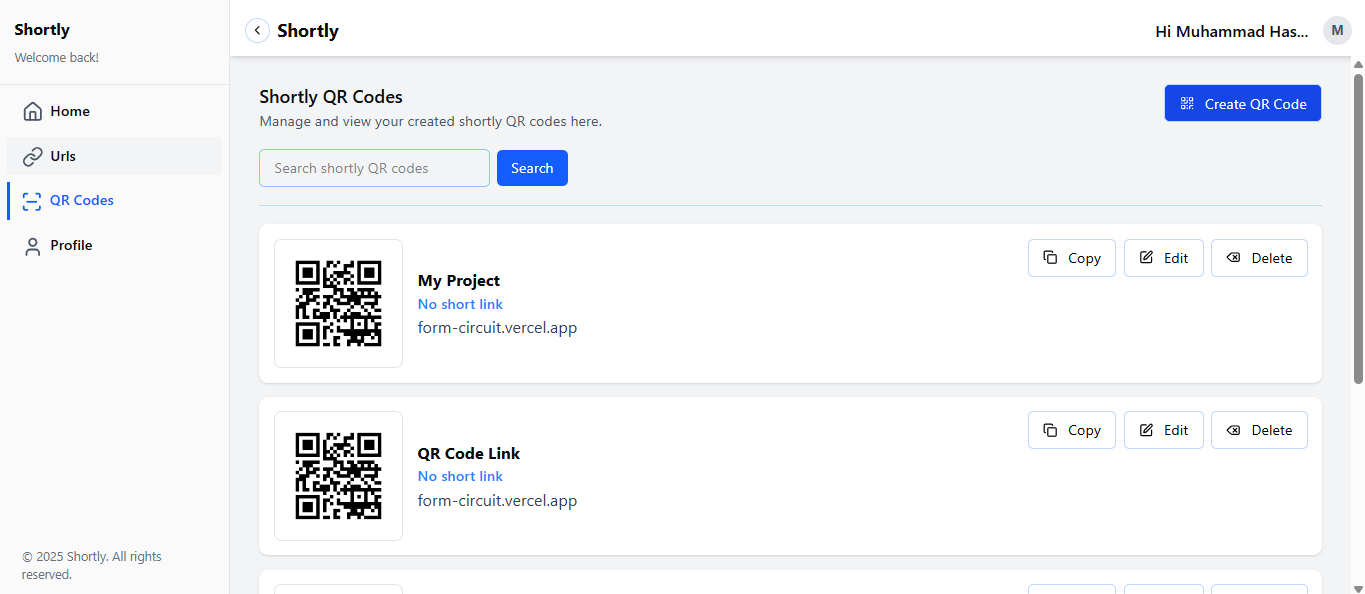 Shortly
Welcome back!
Home
Urls
QR Codes
Profile
© 2025 Shortly. All rights
reserved.
Shortly
Hi Muhammad Has...
M
Shortly QR Codes
Manage and view your created shortly QR codes here.
Create QR Code
Search shortly QR codes
Search
My Project
No short link
form-circuit.vercel.app
Copy
Edit
Delete
QR Code Link
No short link
form-circuit.vercel.app
Copy
Edit
Delete